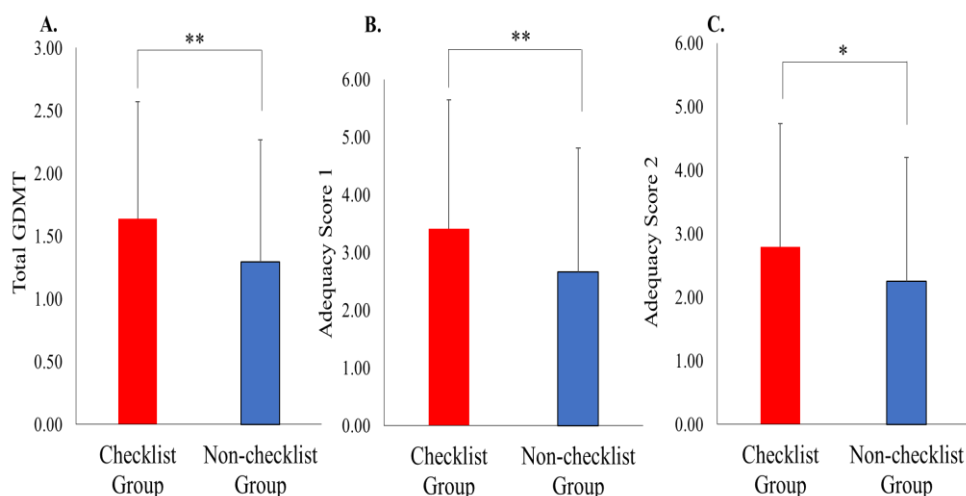 A.
**
Total GDMT
3.00
2.50
2.00
1.50
1.00
0.50
0.00
Checklist
Group
Non-checklist
Group
B.
**
Adequacy Score 1
6.00
5.00
4.00
3.00
2.00
1.00
0.00
Checklist
Group
Non-checklist
Group
C.
*
Adequacy Score 2
6.00
5.00
4.00
3.00
2.00
1.00
0.00
Checklist
Group
Non-checklist
Group